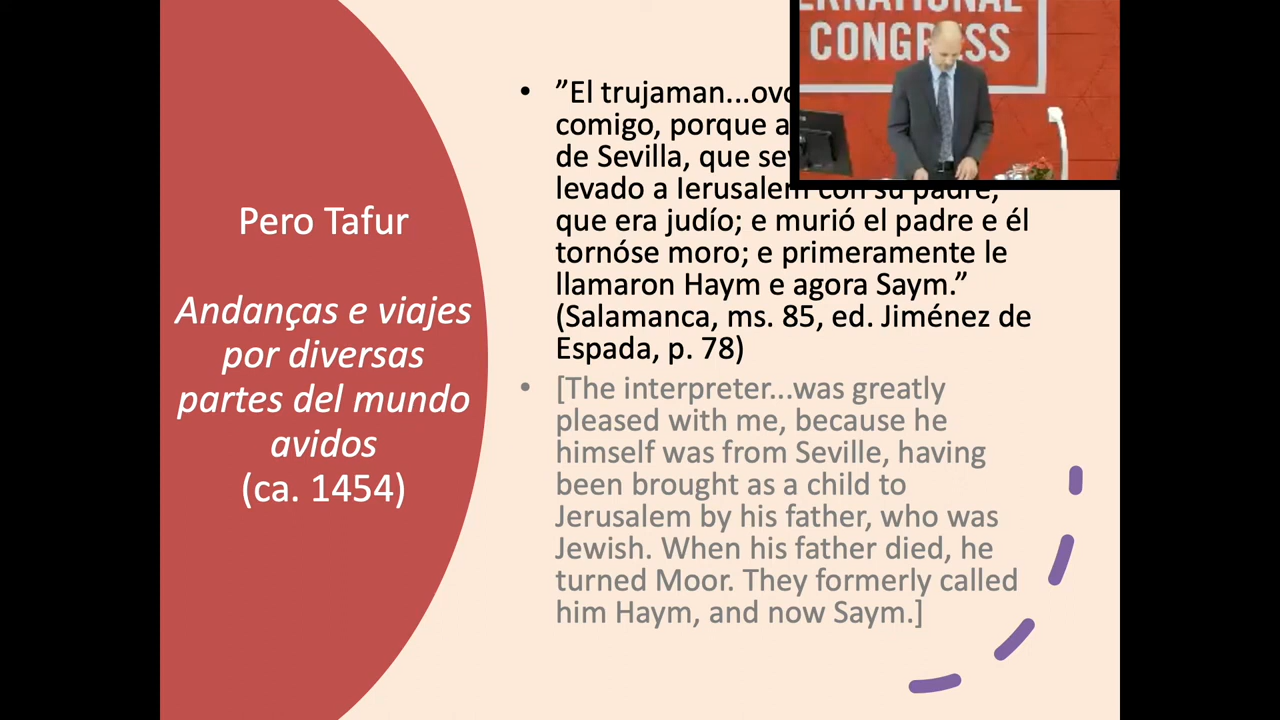 Pero Tafur
Andanças e viajes
por diversas
partes del mundo
avidos
(ca. 1454)
ERNATIONAL
CONGRESS
• ”El trujaman...ovo
comigo, porque a
de Sevilla, que
levado a Ierusalem con su padre,
que era judío; e murió el padre e él
tornóse moro; e primeramente le
llamaron Haym e agora Saym.”
(Salamanca, ms. 85, ed. Jiménez de
Espada, p. 78)
• [The interpreter...was greatly
pleased with me, because he
himself was from Seville, having
been brought as a child to
Jerusalem by his father, who was
Jewish. When his father died, he
turned Moor. They formerly called
him Haym, and now Saym.]